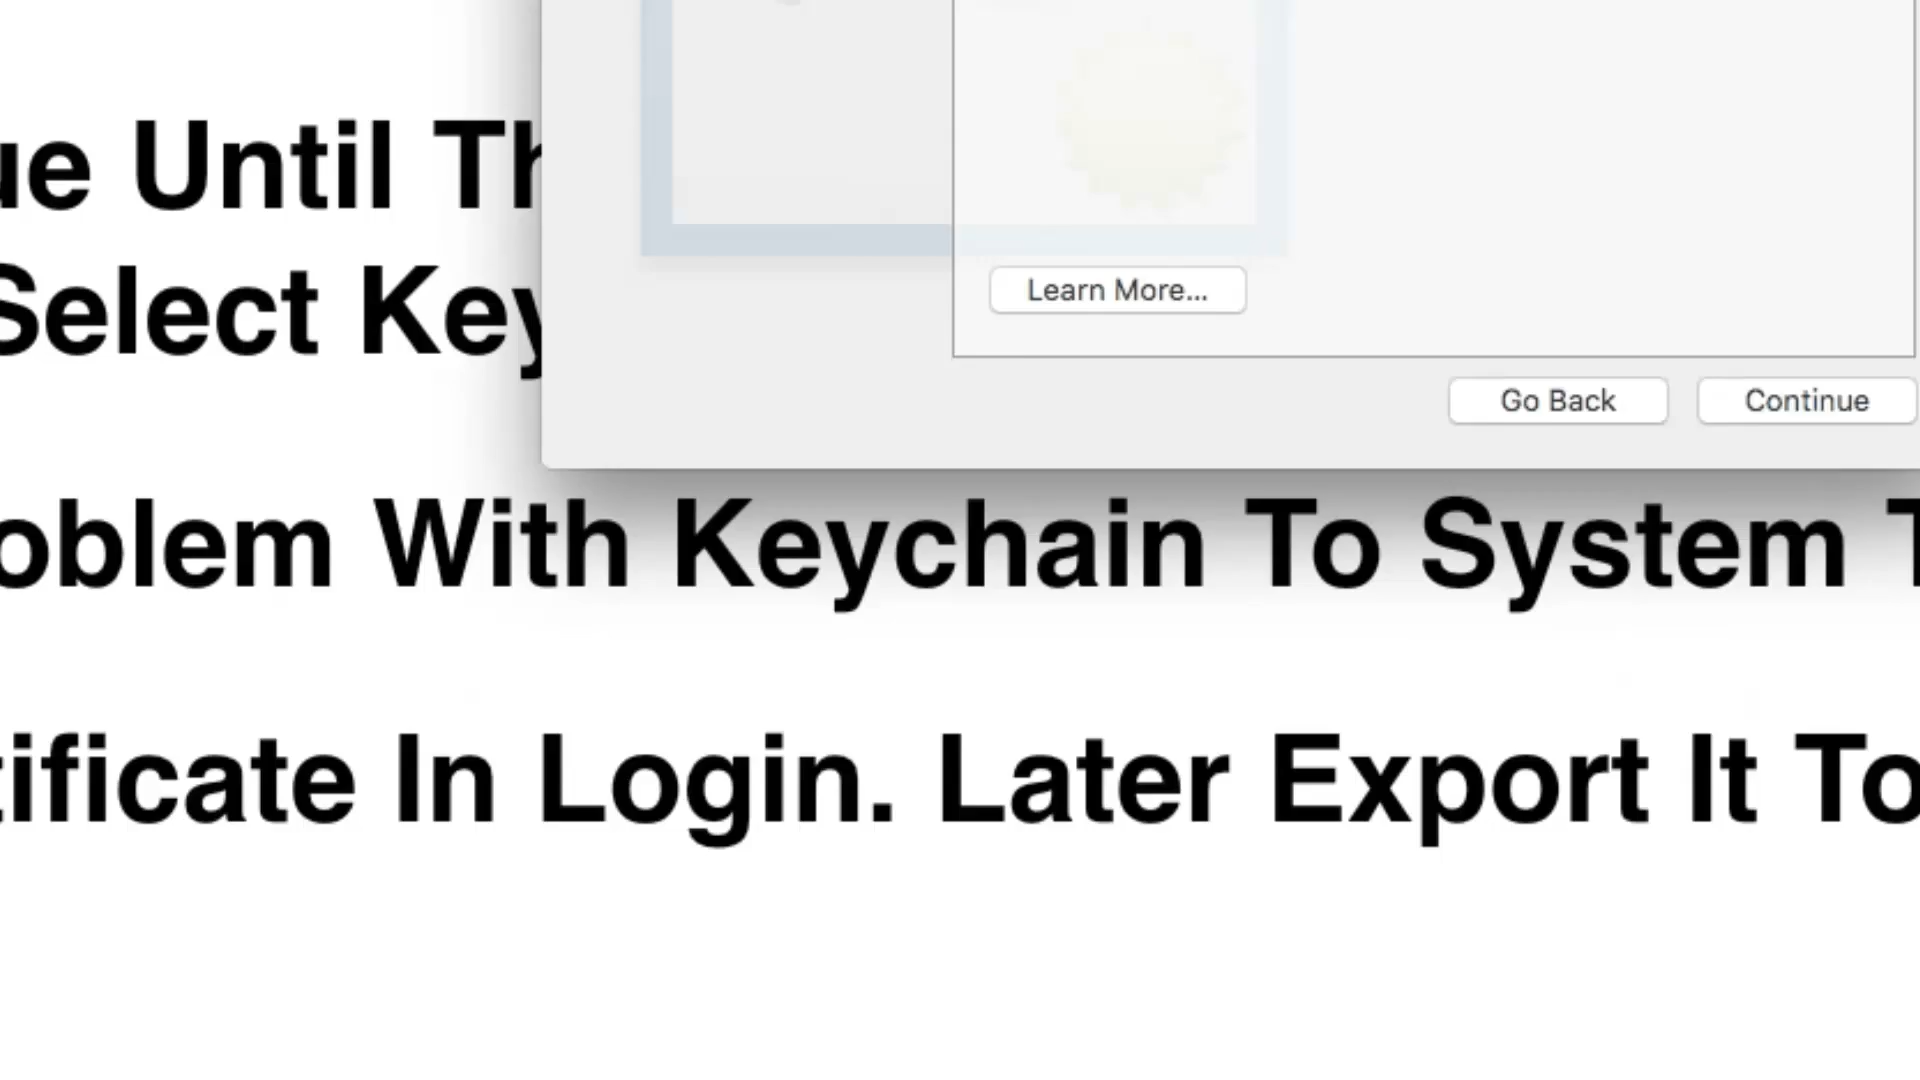 ue Until Th
Select Key
Learn More...
Go Back Continue
oblem With Keychain To System T
tificate In Login. Later Export It To